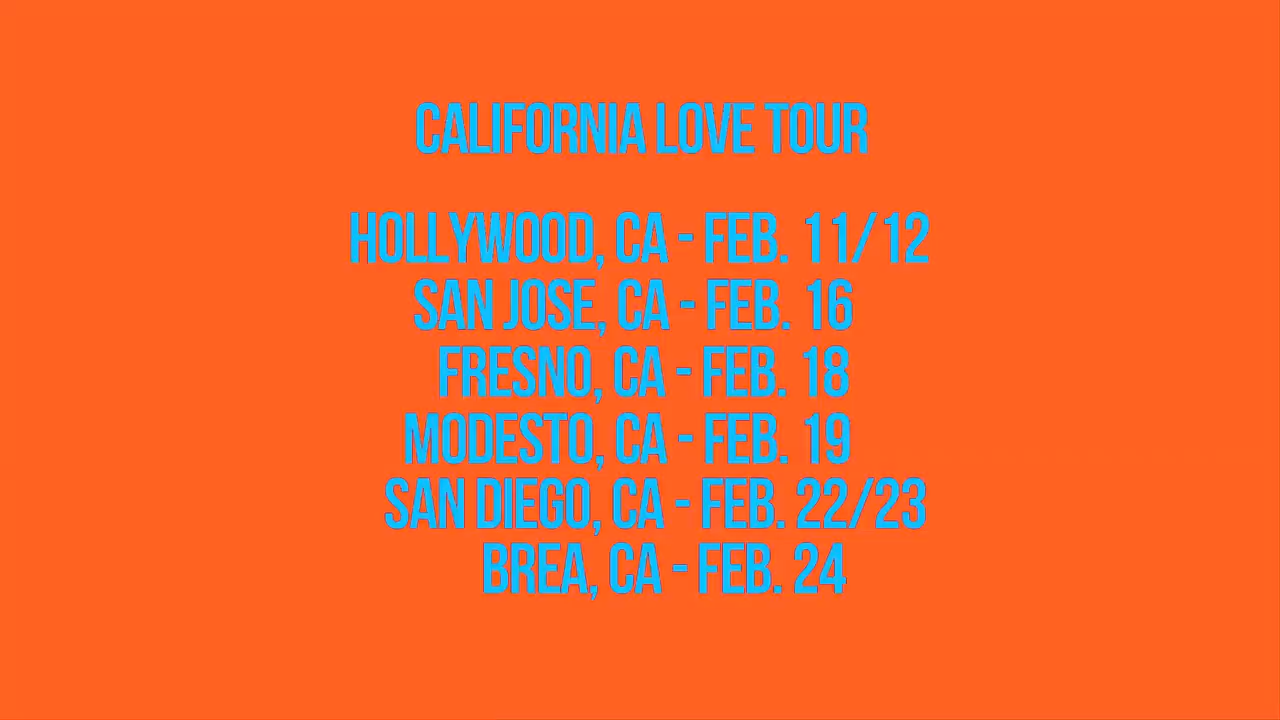 CALIFORNIA LOVE TOUR
HOLLYWOOD, CA - FEB. 11/12
SAN JOSE, CA - FEB. 16
FRESNO, CA - FEB. 18
MODESTO, CA - FEB. 19
SAN DIEGO, CA - FEB. 22/23
BREA, CA - FEB. 24